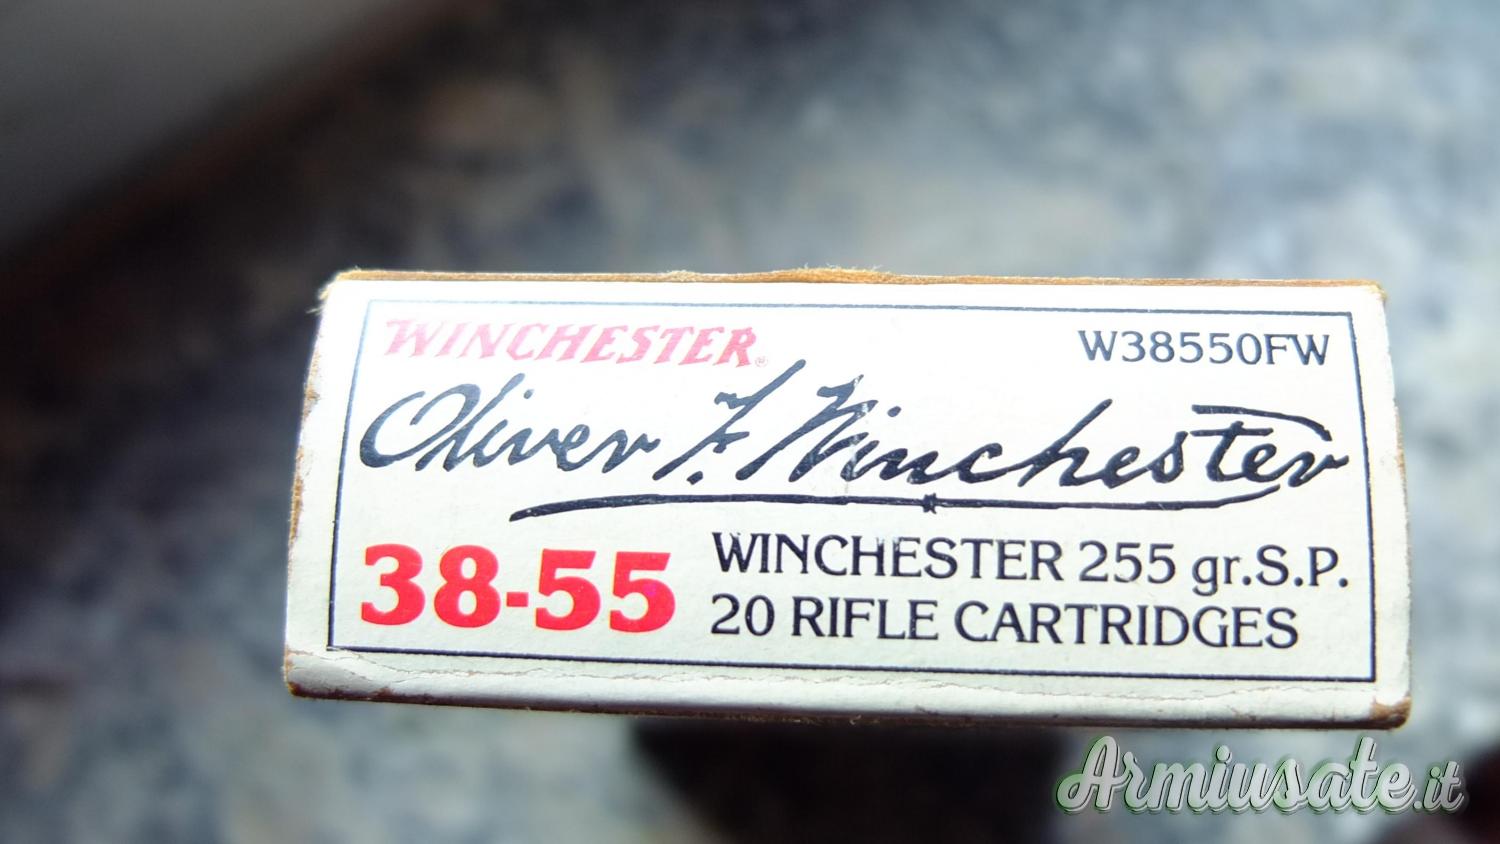 WINCHESTER®
W38550FW
Oliver F. Winchester
38-55
WINCHESTER 255 gr. S.P.
20 RIFLE CARTRIDGES
Armiusate.it